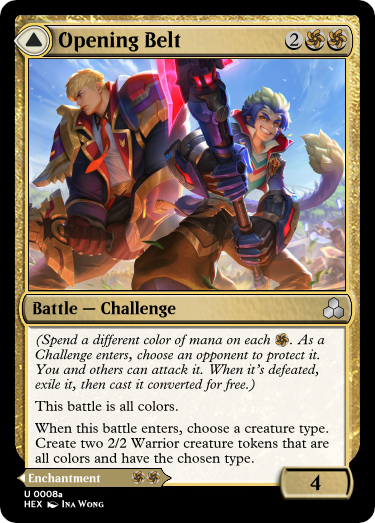 Opening Belt 2
Battle — Challenge
(Spend a different color of mana on each . As a
Challenge enters, choose an opponent to protect it.
You and others can attack it. When it's defeated,
exile it, then cast it converted for free.)
This battle is all colors.
When this battle enters, choose a creature type.
Create two 2/2 Warrior creature tokens that are
all colors and have the chosen type.
Enchantment
4
U 0008a
HEX Ina Wong